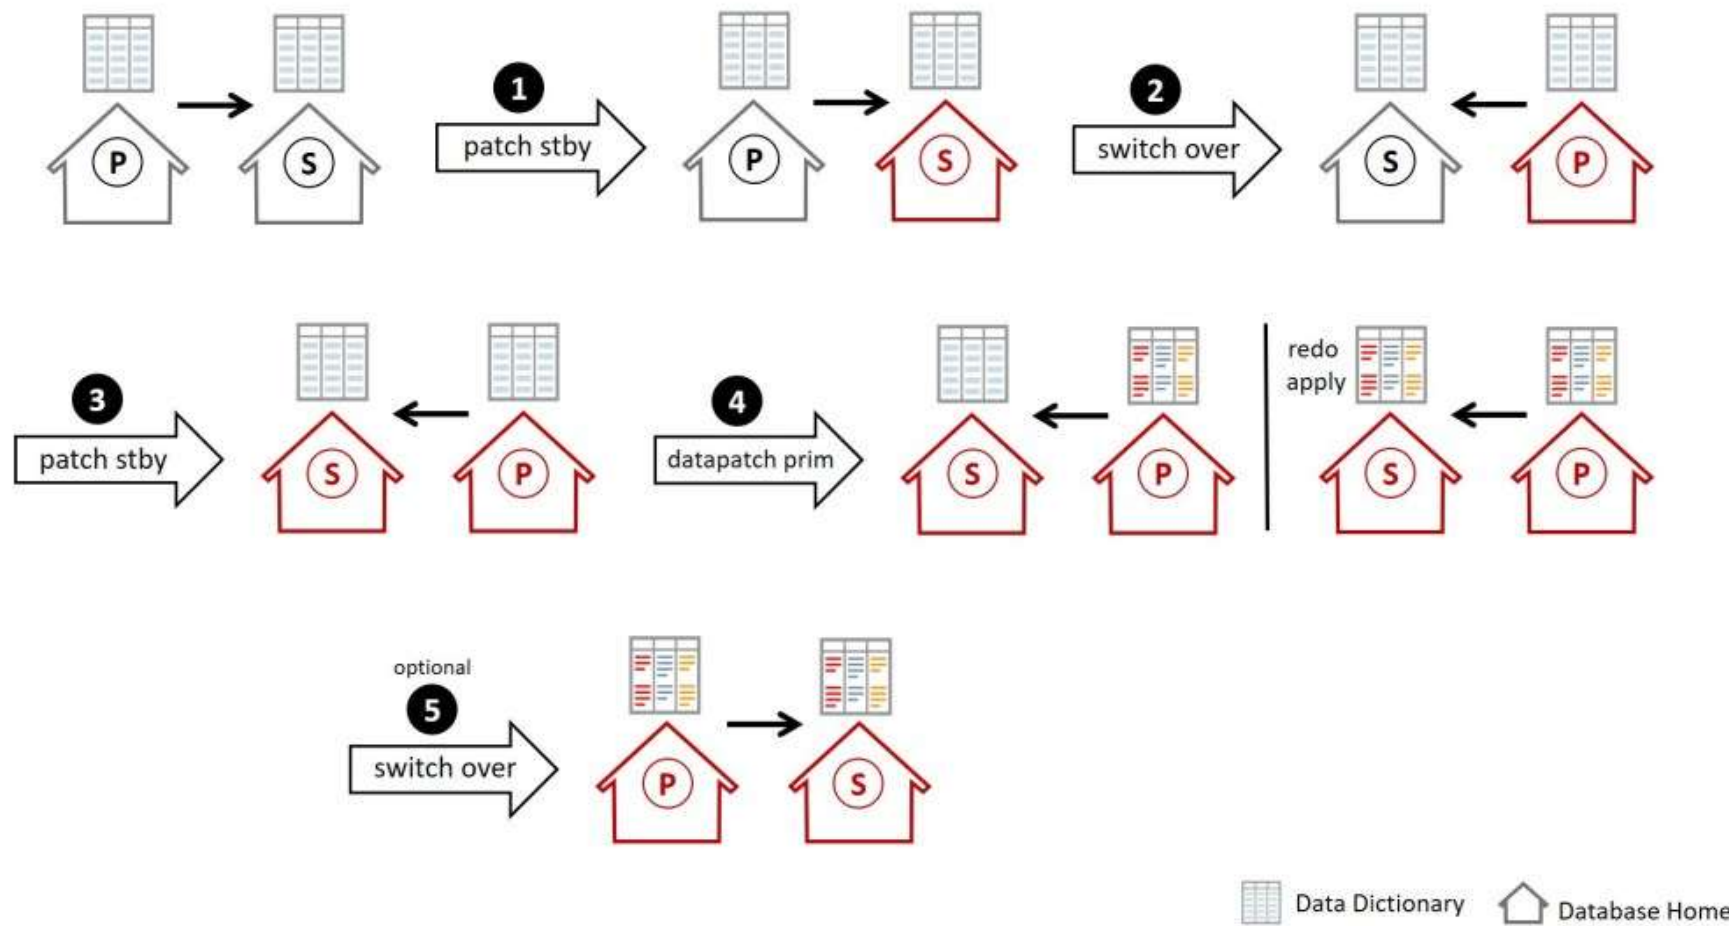 1
2
patch stby
switch over
P
S
P
S
S
P
3
4
redo
apply
patch stby
datapatch prim
S
P
S
P
S
P
optional
5
switch over
P
S
Data Dictionary
Database Home